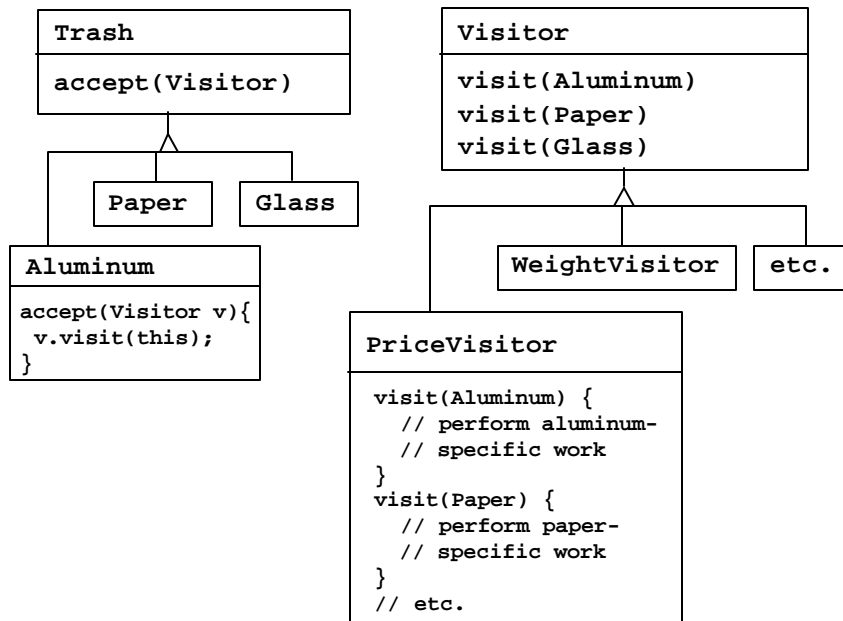 Trash
accept(Visitor)
Paper
Glass
Aluminum
accept(Visitor v){
v.visit(this);
}
Visitor
visit(Aluminum)
visit(Paper)
visit(Glass)
WeightVisitor
etc.
PriceVisitor
visit(Aluminum) {
// perform aluminum-
// specific work
}
visit(Paper) {
// perform paper-
// specific work
}
// etc.